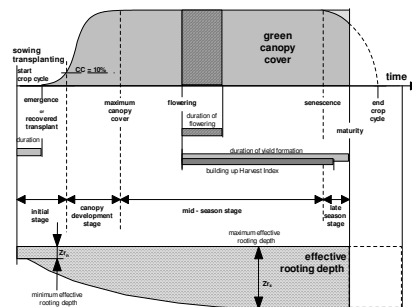 green
canopy
cover
sowing
transplanting
start
crop cycle
CC = 10%
time
emergence
=
recovered
transplant
maximum
canopy
cover
flowering
senescence
end
crop
cycle
duration of
flowering
maturity
duration
duration of yield formation
building up Harvest Index
initial
stage
canopy
development
stage
mid - season stage
late
season
stage
maximum effective
rooting depth
effective
rooting depth
minimum effective
rooting depth